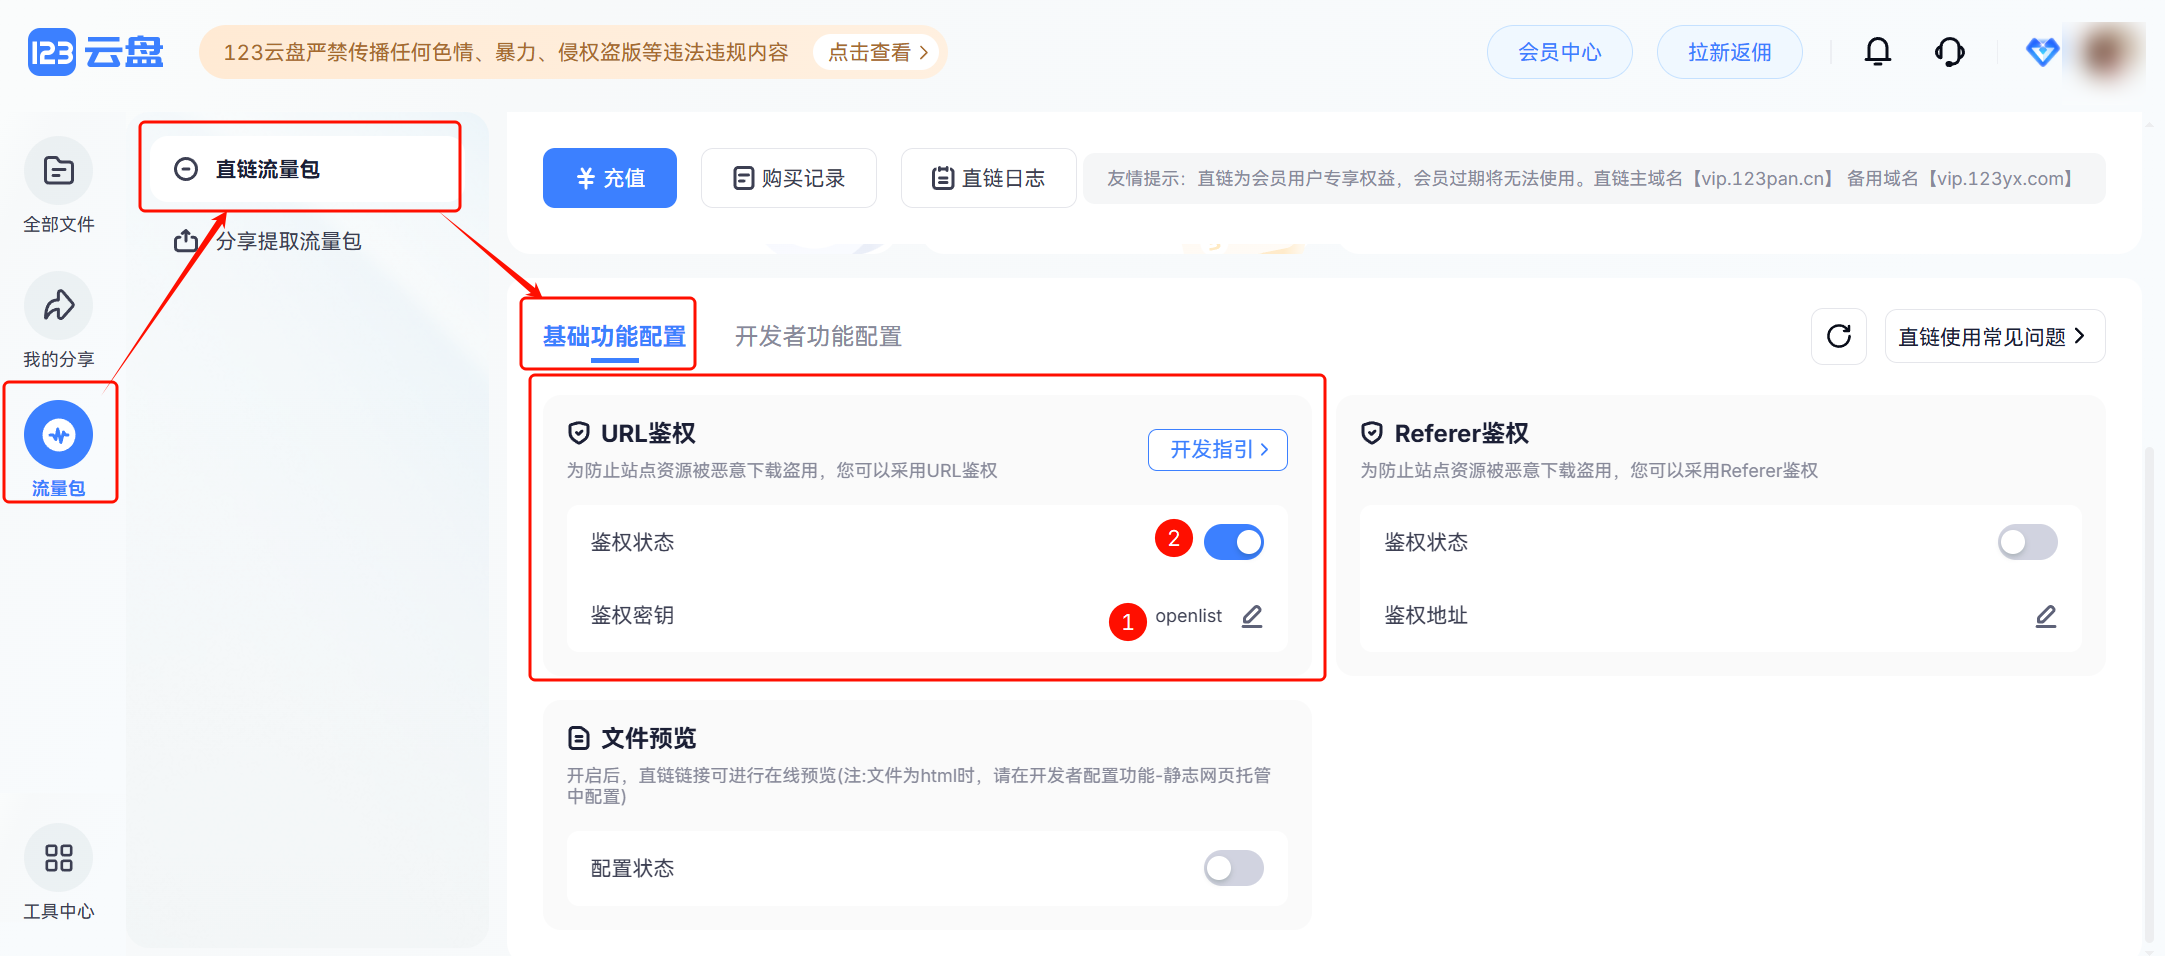 123云盘
123云盘严禁传播任何色情、暴力、侵权盗版等违法违规内容
点击查看
会员中心
拉新返佣
全部文件
我的分享
流量包
工具中心
直链流量包
分享提取流量包
充值
购买记录
直链日志
友情提示：直链为会员用户专享权益，会员过期将无法使用。直链主域名【vip.123pan.cn】 备用域名【vip.123yx.com】
基础功能配置
开发者功能配置
直链使用常见问题
URL鉴权
为防止站点资源被恶意下载盗用，您可以采用URL鉴权
开发指引
鉴权状态
2
鉴权密钥
1
openlist
Referer鉴权
为防止站点资源被恶意下载盗用，您可以采用Referer鉴权
鉴权状态
鉴权地址
文件预览
开启后，直链链接可进行在线预览(注:文件为html时，请在开发者配置功能-静志网页托管
中配置)
配置状态